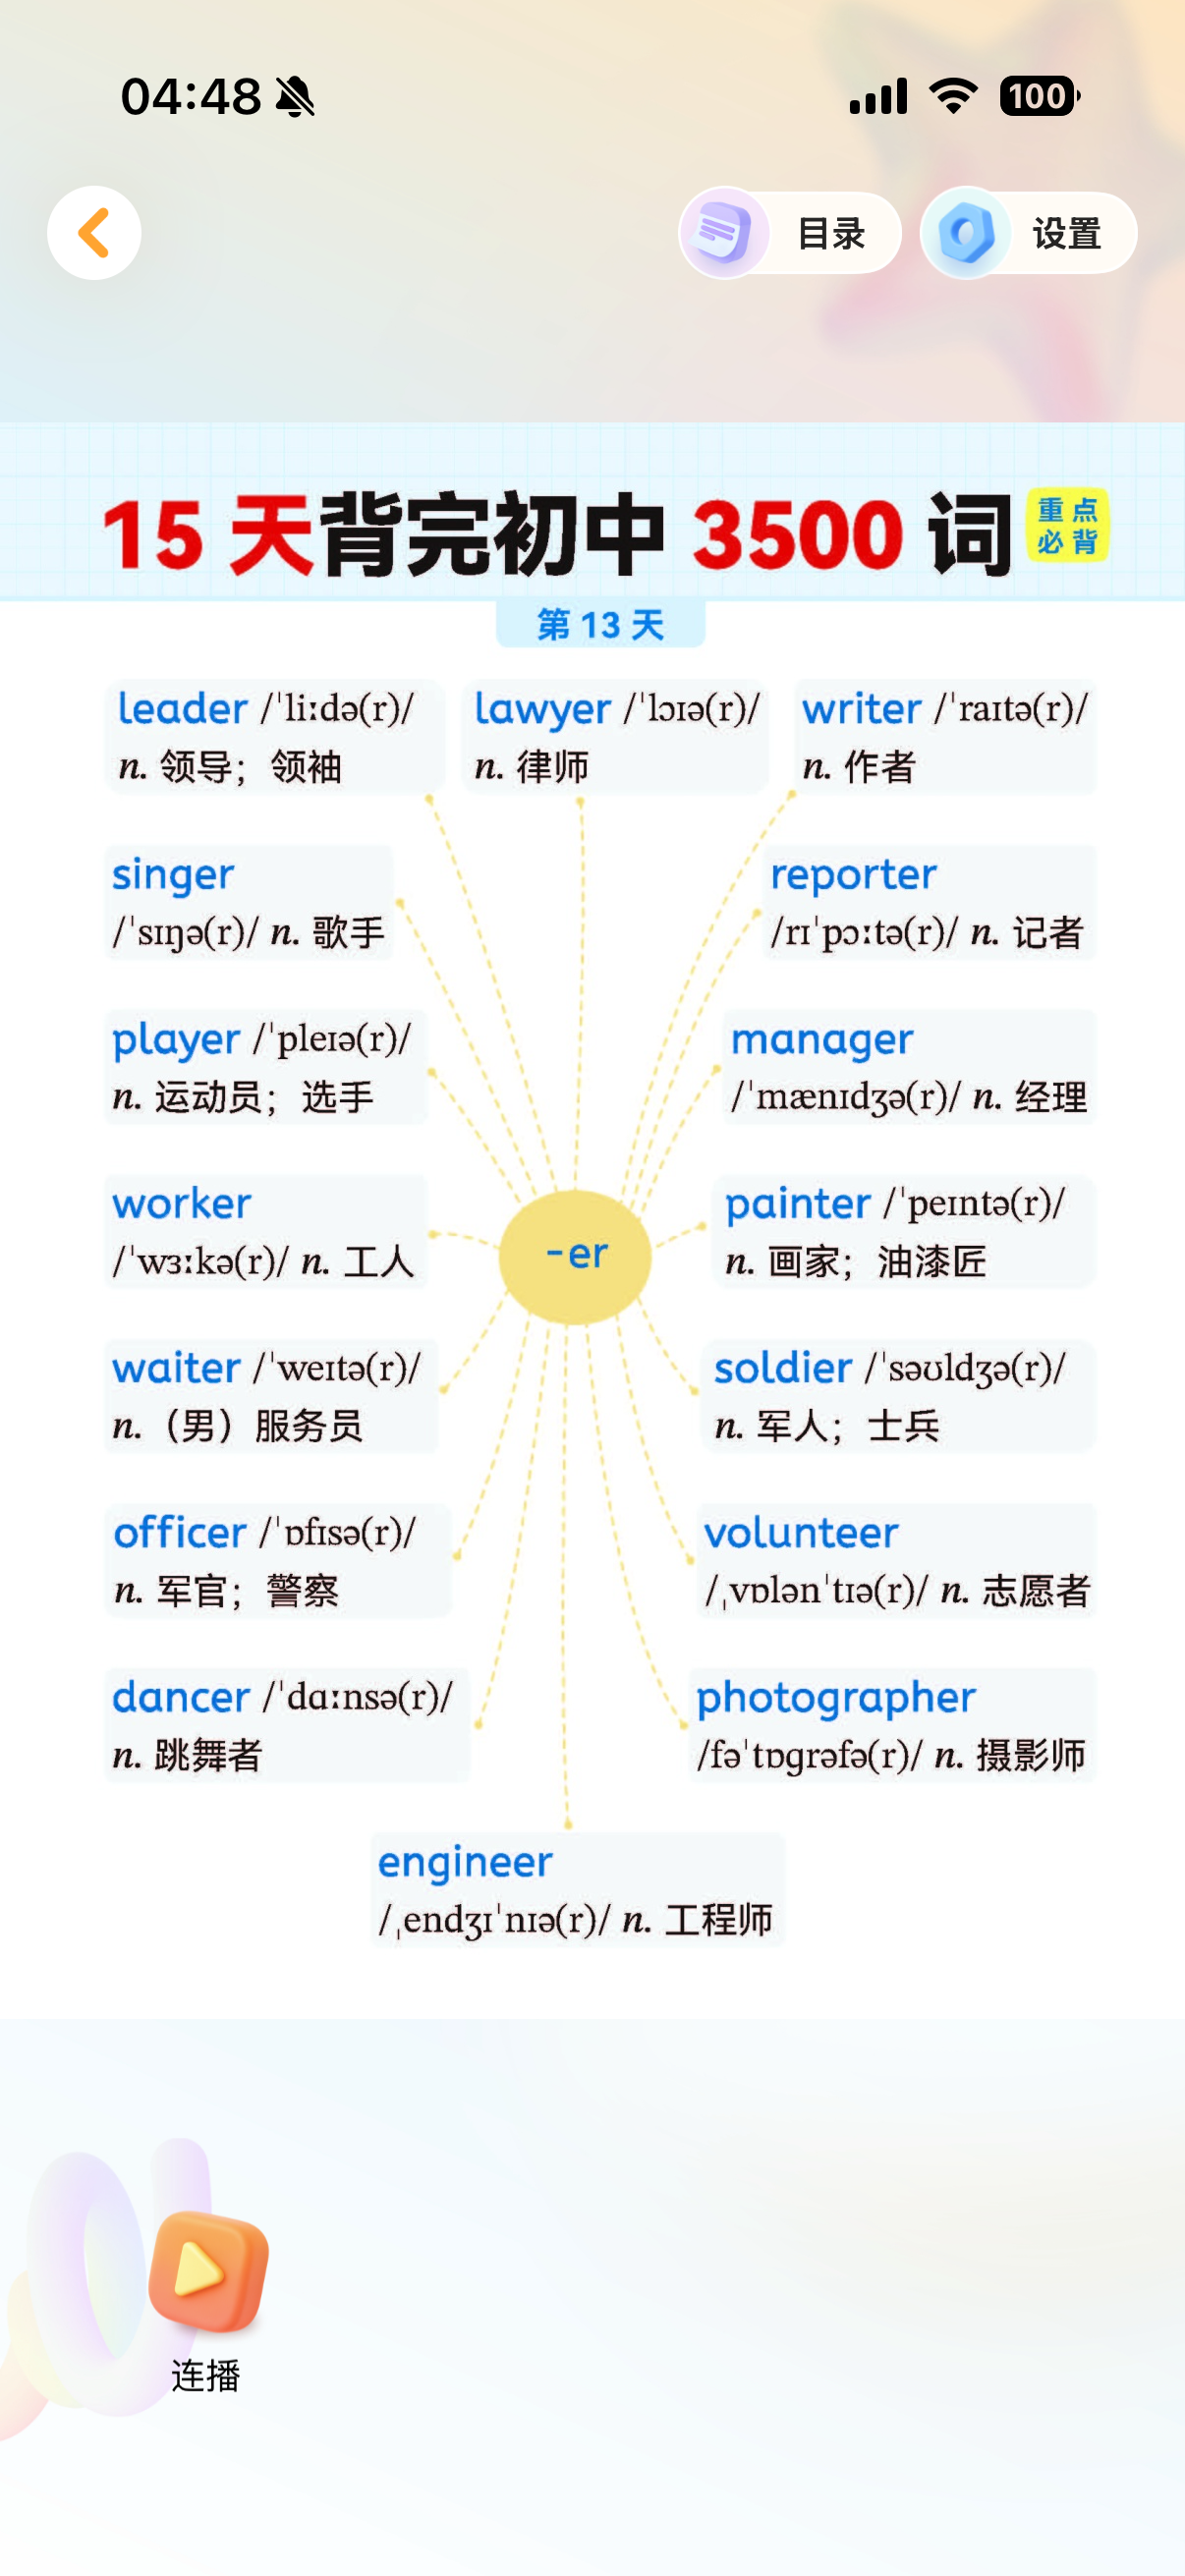 04:48
100
目录
设置
15 天背完初中 3500 词
重点
必背
第 13 天
leader /ˈliːdə(r)/
n. 领导；领袖
lawyer /ˈlɔɪə(r)/
n. 律师
writer /ˈraɪtə(r)/
n. 作者
singer
/ˈsɪŋə(r)/ n. 歌手
reporter
/rɪˈpɔːtə(r)/ n. 记者
player /ˈpleɪə(r)/
n. 运动员；选手
manager
/ˈmænɪdʒə(r)/ n. 经理
worker
/ˈwɜːkə(r)/ n. 工人
-er
painter /ˈpeɪntə(r)/
n. 画家；油漆匠
waiter /ˈweɪtə(r)/
n.（男）服务员
soldier /ˈsəʊldʒə(r)/
n. 军人；士兵
officer /ˈɒfɪsə(r)/
n. 军官；警察
volunteer
/ˌvɒlənˈtɪə(r)/ n. 志愿者
dancer /ˈdɑːnsə(r)/
n. 跳舞者
photographer
/fəˈtɒɡrəfə(r)/ n. 摄影师
engineer
/ˌendʒɪˈnɪə(r)/ n. 工程师
连播